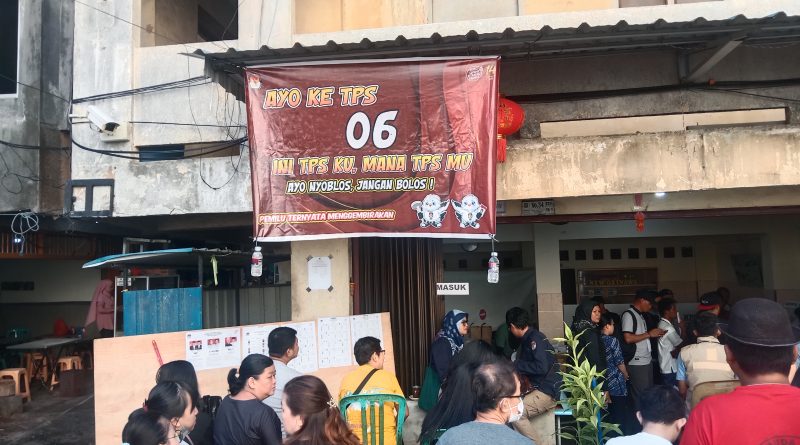 AYO KE TPS
06
INI TPS KU, MANA TPS MU
AYO NYOBLOS, JANGAN BOLOS !
PEMILU TERNYATA MENGGEMBIRAKAN
MASUK